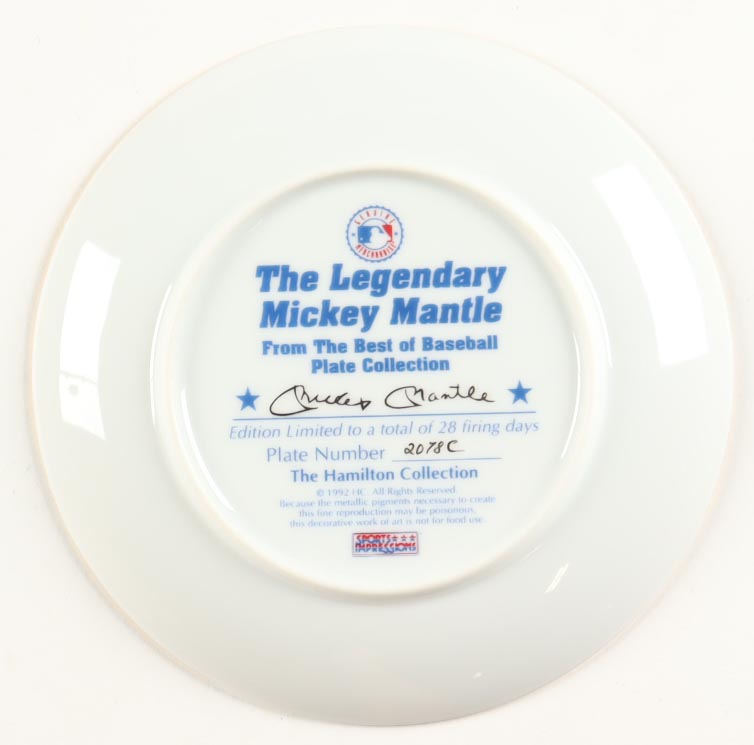 GENUINE
MERCHANDISE
The Legendary
Mickey Mantle
From The Best of Baseball
Plate Collection
Mickey Mantle
Edition Limited to a total of 28 firing days
Plate Number 2078C
The Hamilton Collection
© 1992 HC. All Rights Reserved.
Because the metallic pigments necessary to create
this fine reproduction may be poisonous,
this decorative work of art is not for food use.
SPORTS
IMPRESSIONS